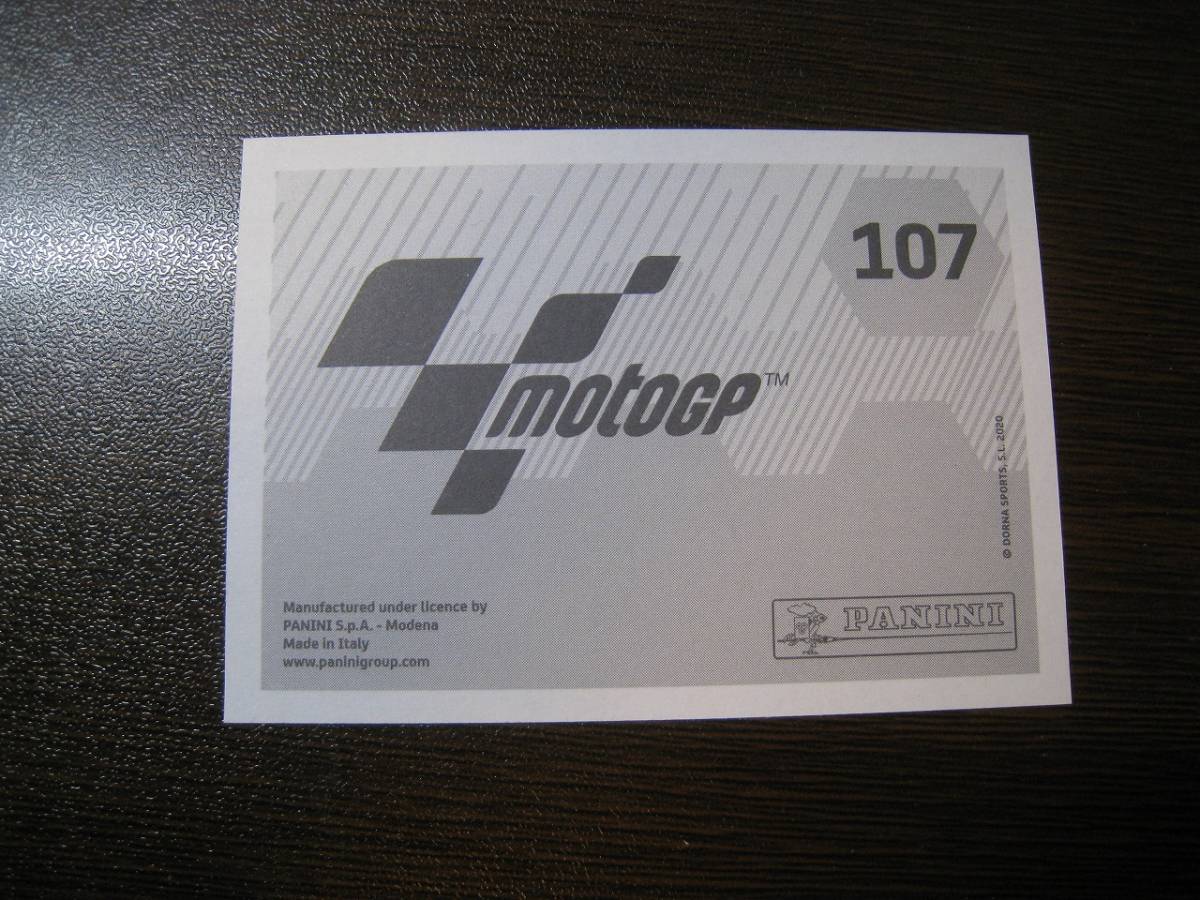 107
motoGP™
© DORNA SPORTS, S.L. 2020
Manufactured under licence by
PANINI S.p.A. - Modena
Made in Italy
www.paninigroup.com
PANINI